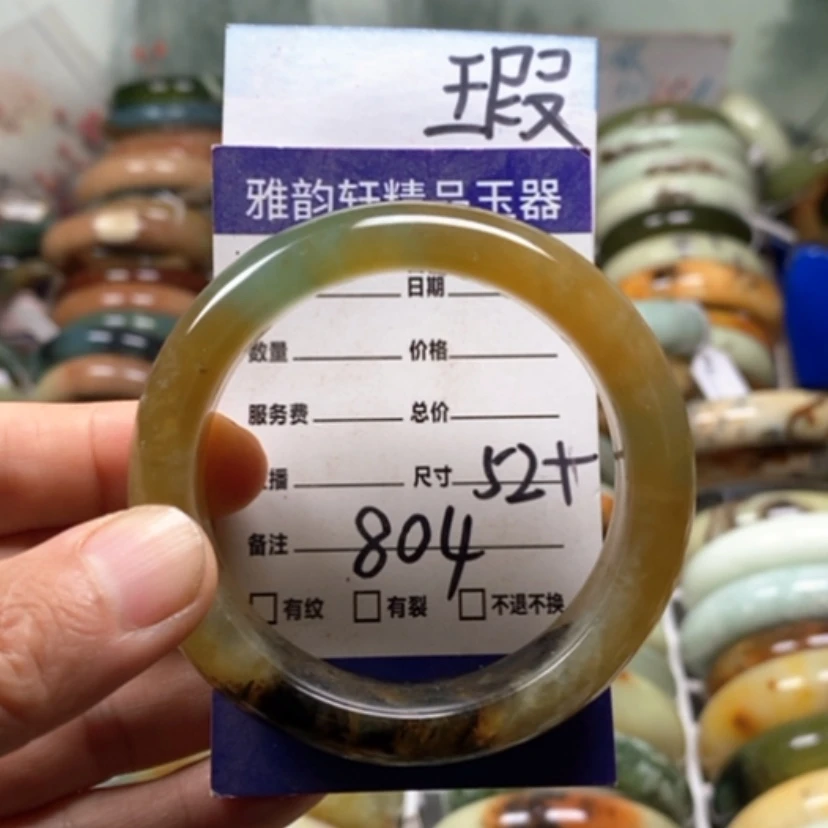 瑕
雅韵轩精品玉器
日期
数量 价格
服务费 总价
播 尺寸 52+
备注 804
□有纹 □有裂 □不退不换